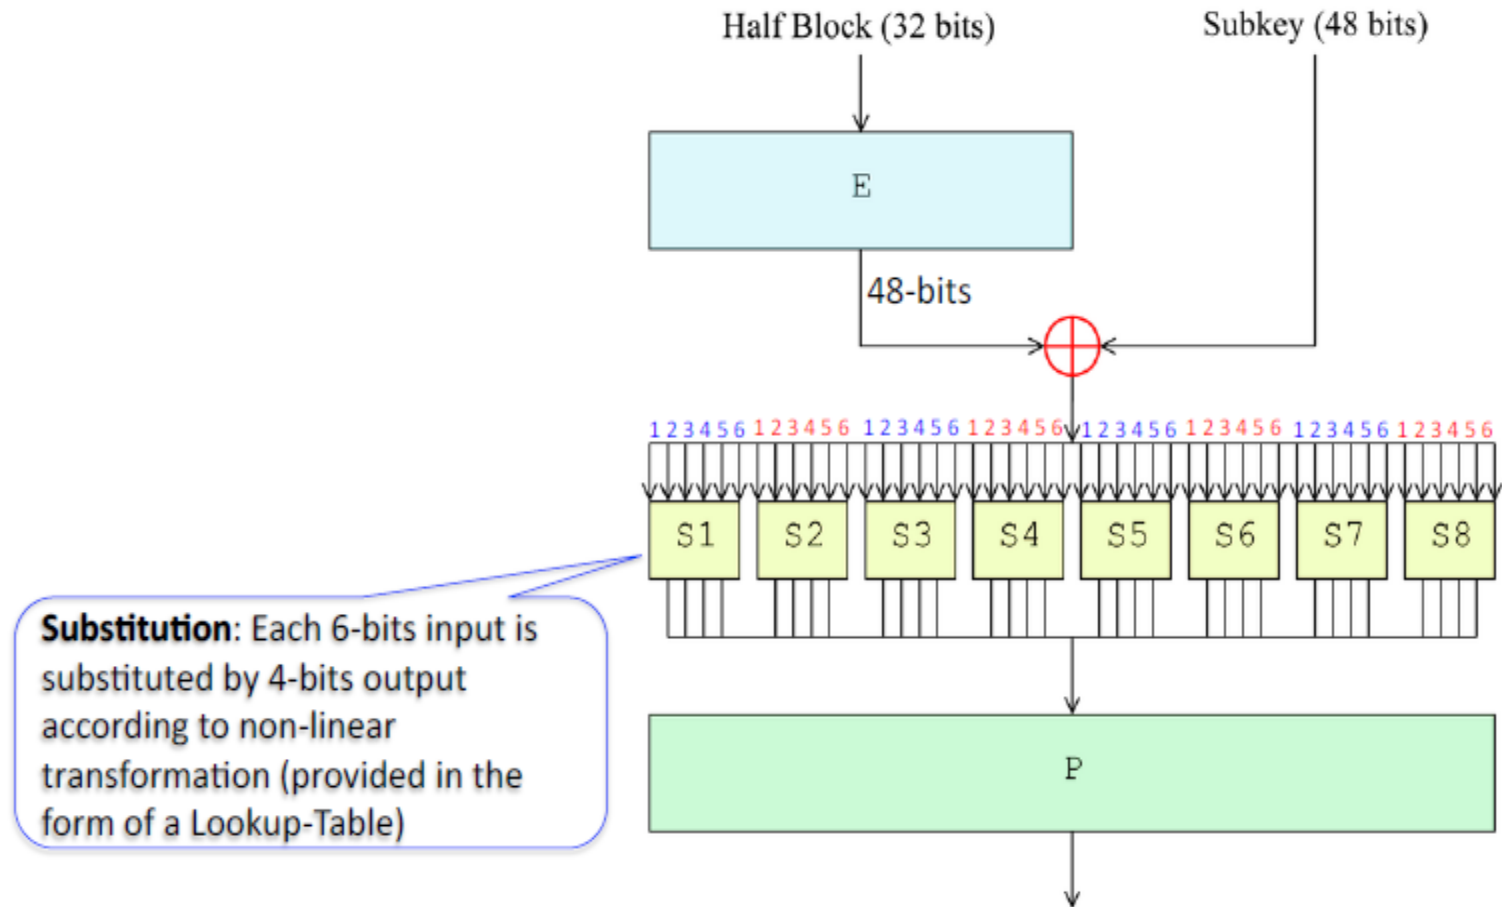 Half Block (32 bits) Subkey (48 bits)
E
48-bits
1 2 3 4 5 6 1 2 3 4 5 6 1 2 3 4 5 6 1 2 3 4 5 6 1 2 3 4 5 6 1 2 3 4 5 6 1 2 3 4 5 6 1 2 3 4 5 6
S1 S2 S3 S4 S5 S6 S7 S8
Substitution: Each 6-bits input is
substituted by 4-bits output
according to non-linear
transformation (provided in the
form of a Lookup-Table)
P